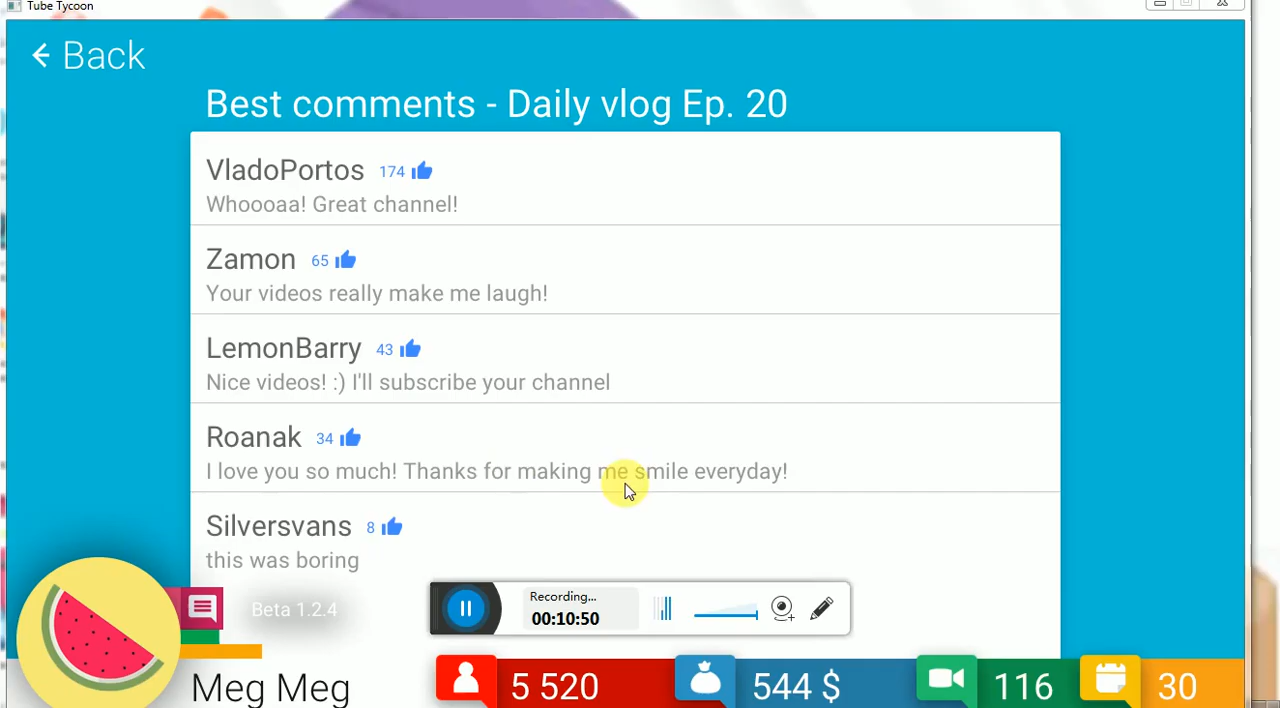 Tube Tycoon
Back
Best comments - Daily vlog Ep. 20
VladoPortos 174
Whoooaa! Great channel!
Zamon 65
Your videos really make me laugh!
LemonBarry 43
Nice videos! :) I'll subscribe your channel
Roanak 34
I love you so much! Thanks for making me smile everyday!
Silversvans 8
this was boring
Recording...
00:10:50
Beta 1.2.4
Meg Meg
5 520
544 $
116
30